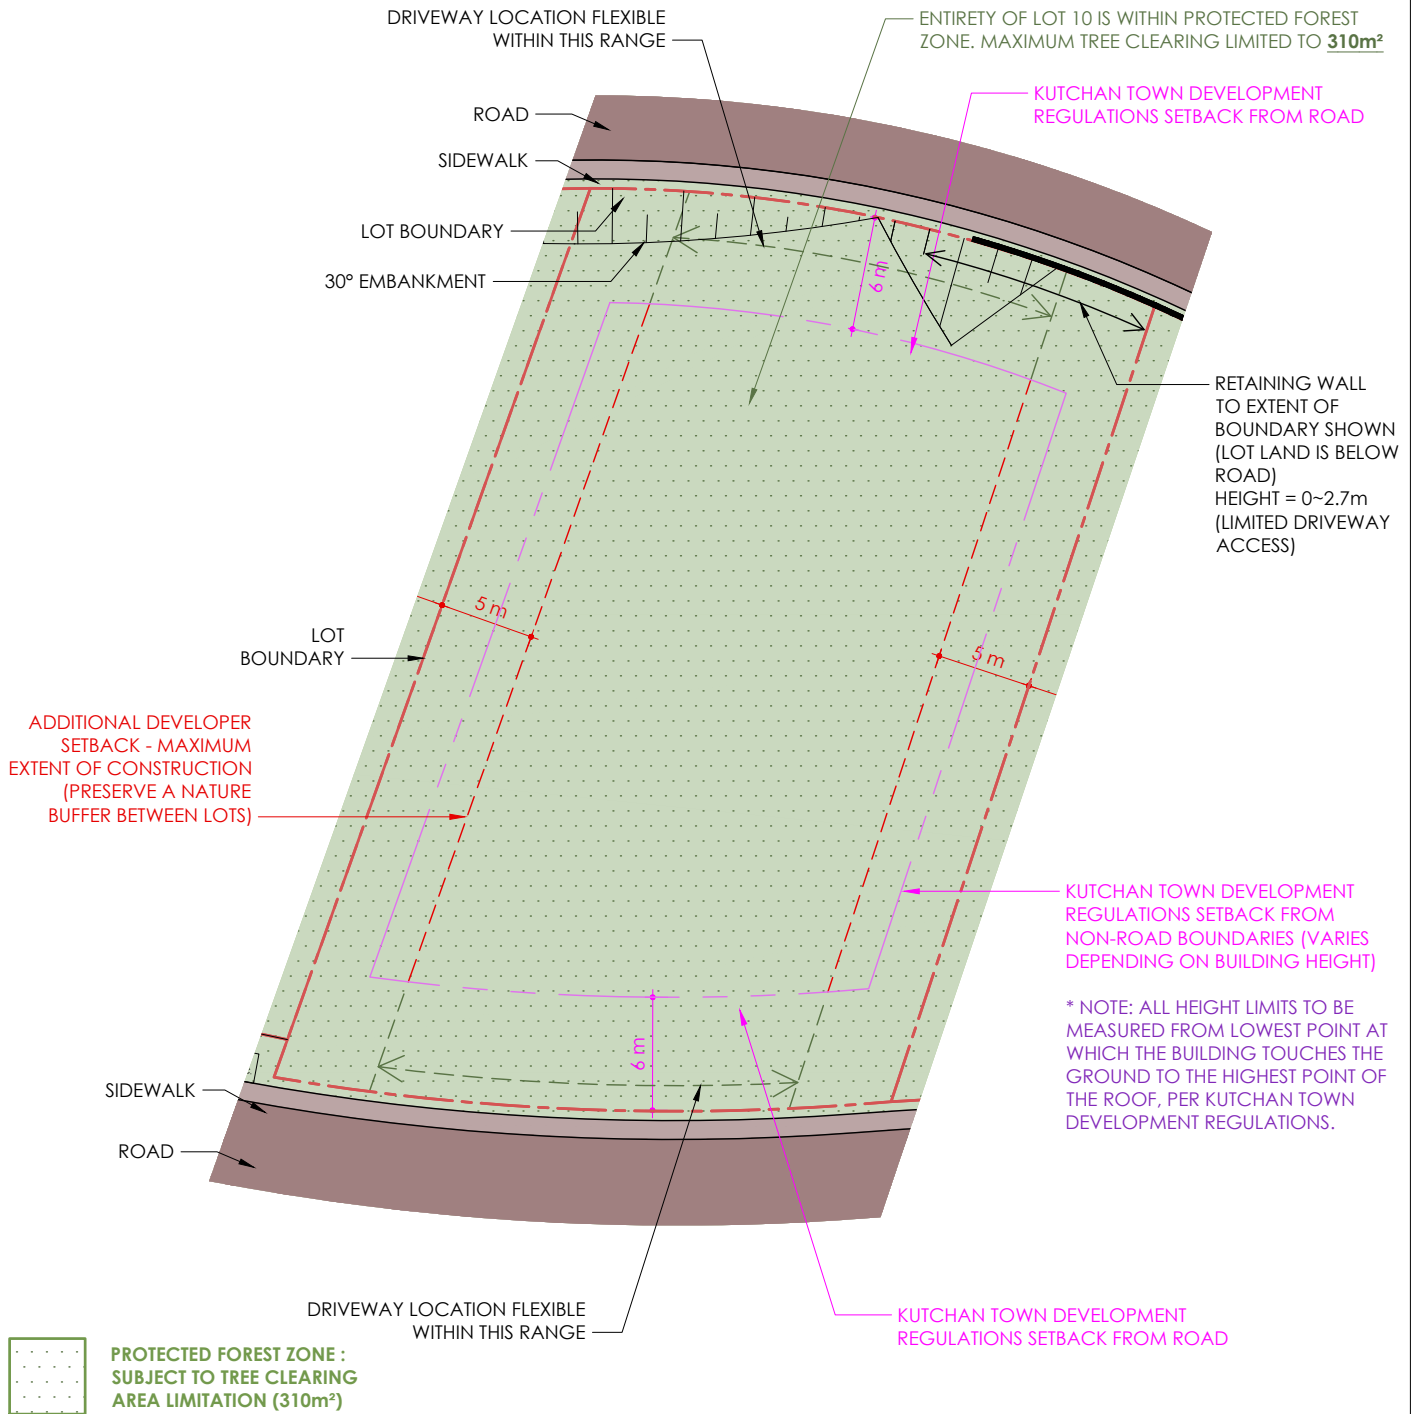 DRIVEWAY LOCATION FLEXIBLE
WITHIN THIS RANGE
ENTIRETY OF LOT 10 IS WITHIN PROTECTED FOREST
ZONE. MAXIMUM TREE CLEARING LIMITED TO 310m²
KUTCHAN TOWN DEVELOPMENT
REGULATIONS SETBACK FROM ROAD
ROAD
SIDEWALK
LOT BOUNDARY
30° EMBANKMENT
6 m
RETAINING WALL
TO EXTENT OF
BOUNDARY SHOWN
(LOT LAND IS BELOW
ROAD)
HEIGHT = 0~2.7m
(LIMITED DRIVEWAY
ACCESS)
5 m
5 m
LOT
BOUNDARY
ADDITIONAL DEVELOPER
SETBACK - MAXIMUM
EXTENT OF CONSTRUCTION
(PRESERVE A NATURE
BUFFER BETWEEN LOTS)
KUTCHAN TOWN DEVELOPMENT
REGULATIONS SETBACK FROM
NON-ROAD BOUNDARIES (VARIES
DEPENDING ON BUILDING HEIGHT)
* NOTE: ALL HEIGHT LIMITS TO BE
MEASURED FROM LOWEST POINT AT
WHICH THE BUILDING TOUCHES THE
GROUND TO THE HIGHEST POINT OF
THE ROOF, PER KUTCHAN TOWN
DEVELOPMENT REGULATIONS.
6 m
SIDEWALK
ROAD
DRIVEWAY LOCATION FLEXIBLE
WITHIN THIS RANGE
KUTCHAN TOWN DEVELOPMENT
REGULATIONS SETBACK FROM ROAD
PROTECTED FOREST ZONE :
SUBJECT TO TREE CLEARING
AREA LIMITATION (310m²)